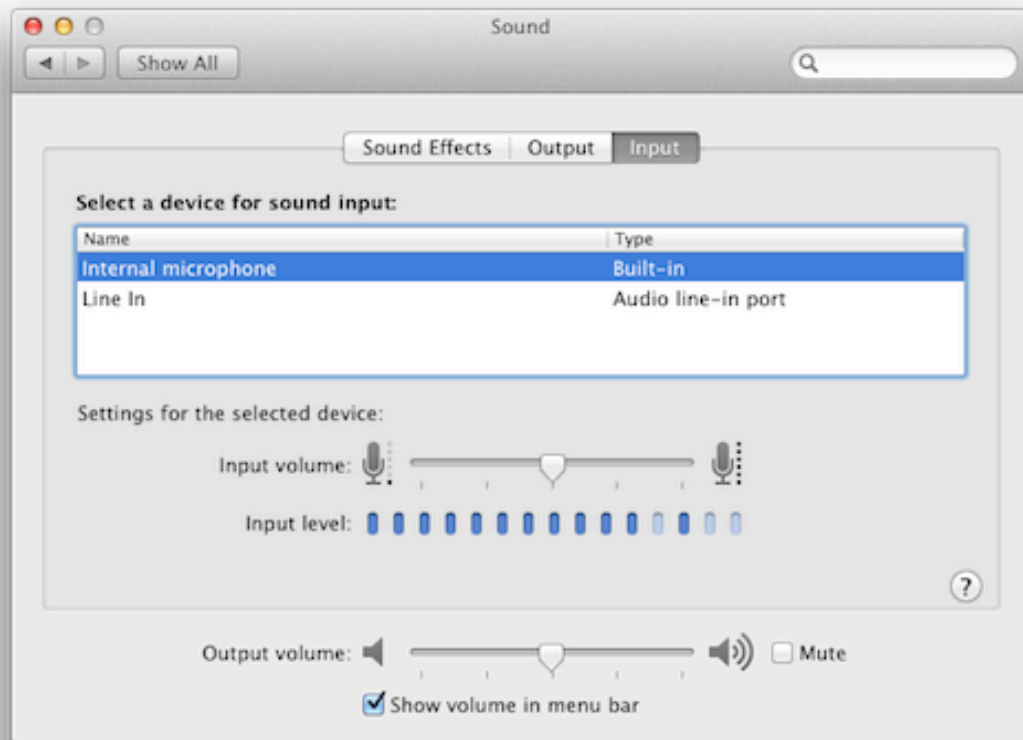 Sound
Show All
Sound Effects Output Input
Select a device for sound input:
Name Type
Internal microphone Built-in
Line In Audio line-in port
Settings for the selected device:
Input volume:
Input level:
?
Output volume: Mute
Show volume in menu bar